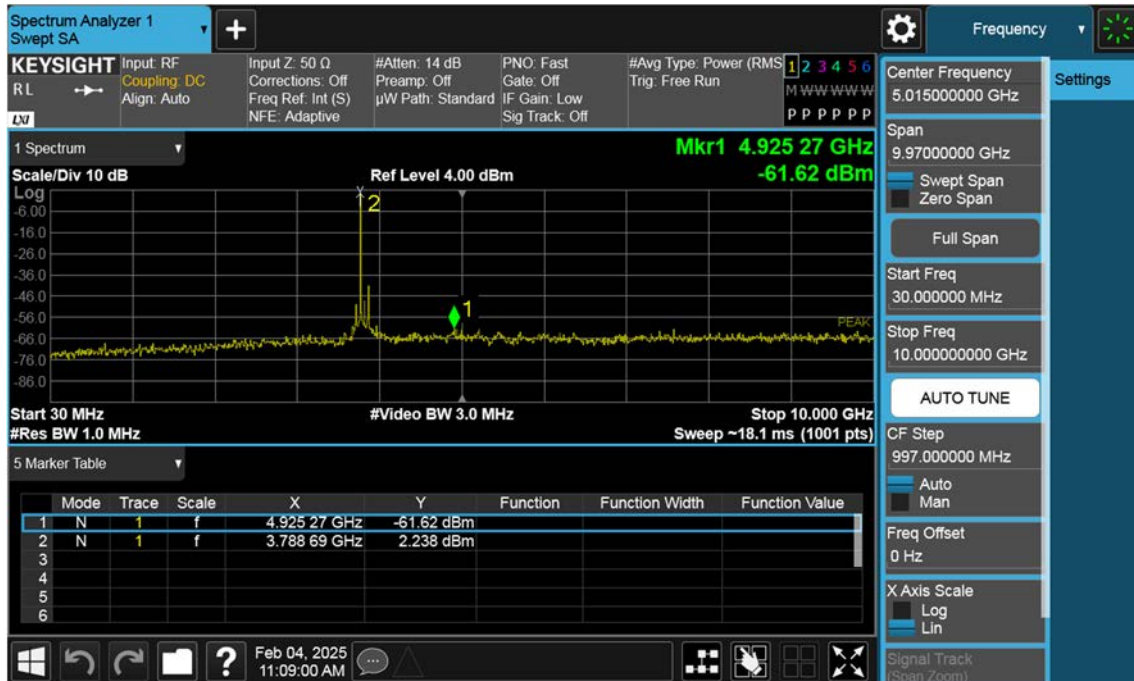 Spectrum Analyzer 1
Swept SA
+
Frequency
KEYSIGHT
RL
LXI
Input: RF
Coupling: DC
Align: Auto
Input Z: 50 Ω
Corrections: Off
Freq Ref: Int (S)
NFE: Adaptive
#Atten: 14 dB
Preamp: Off
µW Path: Standard
PNO: Fast
Gate: Off
IF Gain: Low
Sig Track: Off
#Avg Type: Power (RMS
Trig: Free Run
1 2 3 4 5 6
M W W W W W
P P P P P P
1 Spectrum
Scale/Div 10 dB
Ref Level 4.00 dBm
Mkr1 4.925 27 GHz
-61.62 dBm
Log
-6.00
-16.0
-26.0
-36.0
-46.0
-56.0
-66.0
-76.0
-86.0
2
1
PEAK
Start 30 MHz
#Video BW 3.0 MHz
Stop 10.000 GHz
#Res BW 1.0 MHz
Sweep ~18.1 ms (1001 pts)
5 Marker Table
Mode Trace Scale X Y Function Function Width Function Value
1 N 1 f 4.925 27 GHz -61.62 dBm
2 N 1 f 3.788 69 GHz 2.238 dBm
3
4
5
6
?
Feb 04, 2025
11:09:00 AM
Center Frequency
5.015000000 GHz
Settings
Span
9.97000000 GHz
Swept Span
Zero Span
Full Span
Start Freq
30.000000 MHz
Stop Freq
10.000000000 GHz
AUTO TUNE
CF Step
997.000000 MHz
Auto
Man
Freq Offset
0 Hz
X Axis Scale
Log
Lin
Signal Track
(Span Zoom)